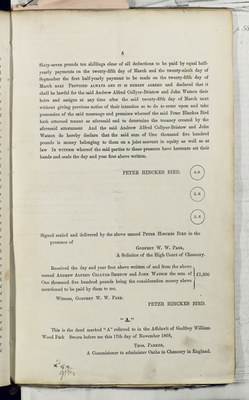 8
Sixty-seven pounds ten shillings clear of all deductions to be paid by equal half-
yearly payments on the twenty-fifth day of March and the twenty-ninth day of
September the first half-yearly payment to be made on the twenty-fifth day of
March next PROVIDED ALWAYS AND IT IS HEREBY AGREED and declared that it
shall be lawful for the said Andrew Alfred Collyer-Bristow and John Watson their
heirs and assigns at any time after the said twenty-fifth day of March next
without giving previous notice of their intention so to do to enter upon and take
possession of the said messuage and premises whereof the said Peter Hinckes Bird
hath attorned tenant as aforesaid and to determine the tenancy created by the
aforesaid attornment And the said Andrew Alfred Collyer-Bristow and John
Watson do hereby declare that the said sum of One thousand five hundred
pounds is money belonging to them on a joint account in equity as well as at
law IN WITNESS whereof the said parties to these presents have hereunto set their
hands and seals the day and year first above written.
PETER HINCKES BIRD. L.S.
L.S.
L.S.
Signed sealed and delivered by the above named PETER HINCKES BIRD in the
presence of
GODFREY W. W. PARK,
A Solicitor of the High Court of Chancery.
Received the day and year first above written of and from the above
named ANDREW ALFRED COLLYER-BRISTOW and JOHN WATSON the sum of
One thousand five hundred pounds being the consideration money above
mentioned to be paid by them to me.
£1,500
Witness, GODFREY W. W. PARK.
PETER HINCKES BIRD.
"A."
This is the deed marked "A" referred to in the Affidavit of Godfrey William
Wood Park Sworn before me this 17th day of November 1868,
THOS. PARKER,
A Commissioner to administer Oaths in Chancery in England.